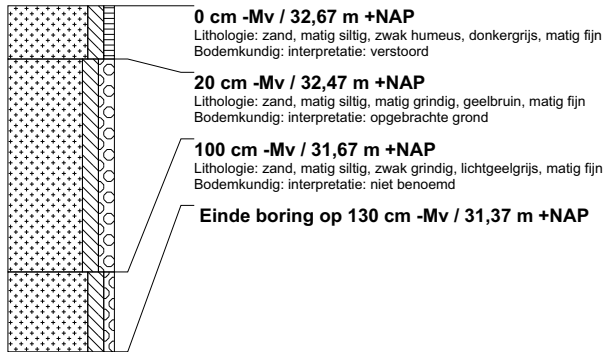 0 cm -Mv / 32,67 m +NAP
Lithologie: zand, matig siltig, zwak humeus, donkergrijs, matig fijn
Bodemkundig: interpretatie: verstoord
20 cm -Mv / 32,47 m +NAP
Lithologie: zand, matig siltig, matig grindig, geelbruin, matig fijn
Bodemkundig: interpretatie: opgebrachte grond
100 cm -Mv / 31,67 m +NAP
Lithologie: zand, matig siltig, zwak grindig, lichtgeelgrijs, matig fijn
Bodemkundig: interpretatie: niet benoemd
Einde boring op 130 cm -Mv / 31,37 m +NAP